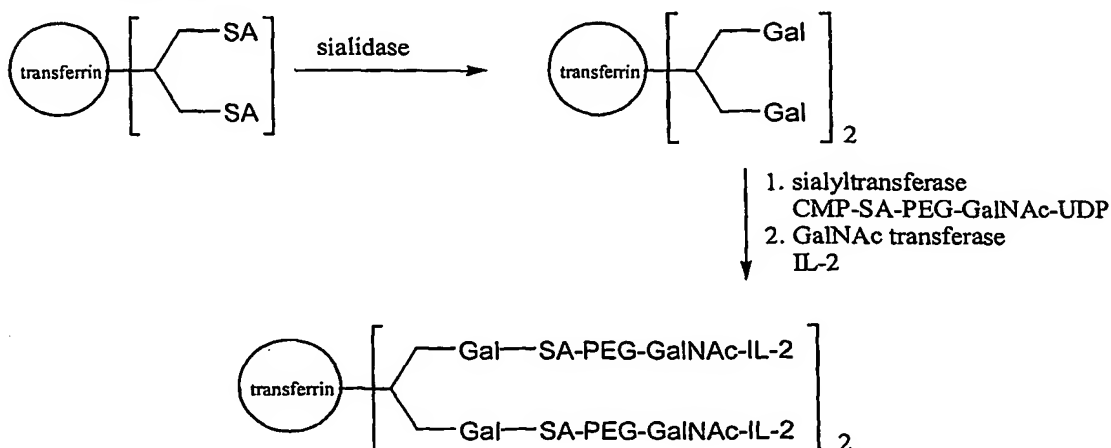 SA
transferrin
SA
sialidase
Gal
transferrin
Gal
2
1. sialyltransferase
CMP-SA-PEG-GalNAc-UDP
2. GalNAc transferase
IL-2
Gal—SA-PEG-GalNAc-IL-2
transferrin
Gal—SA-PEG-GalNAc-IL-2
2